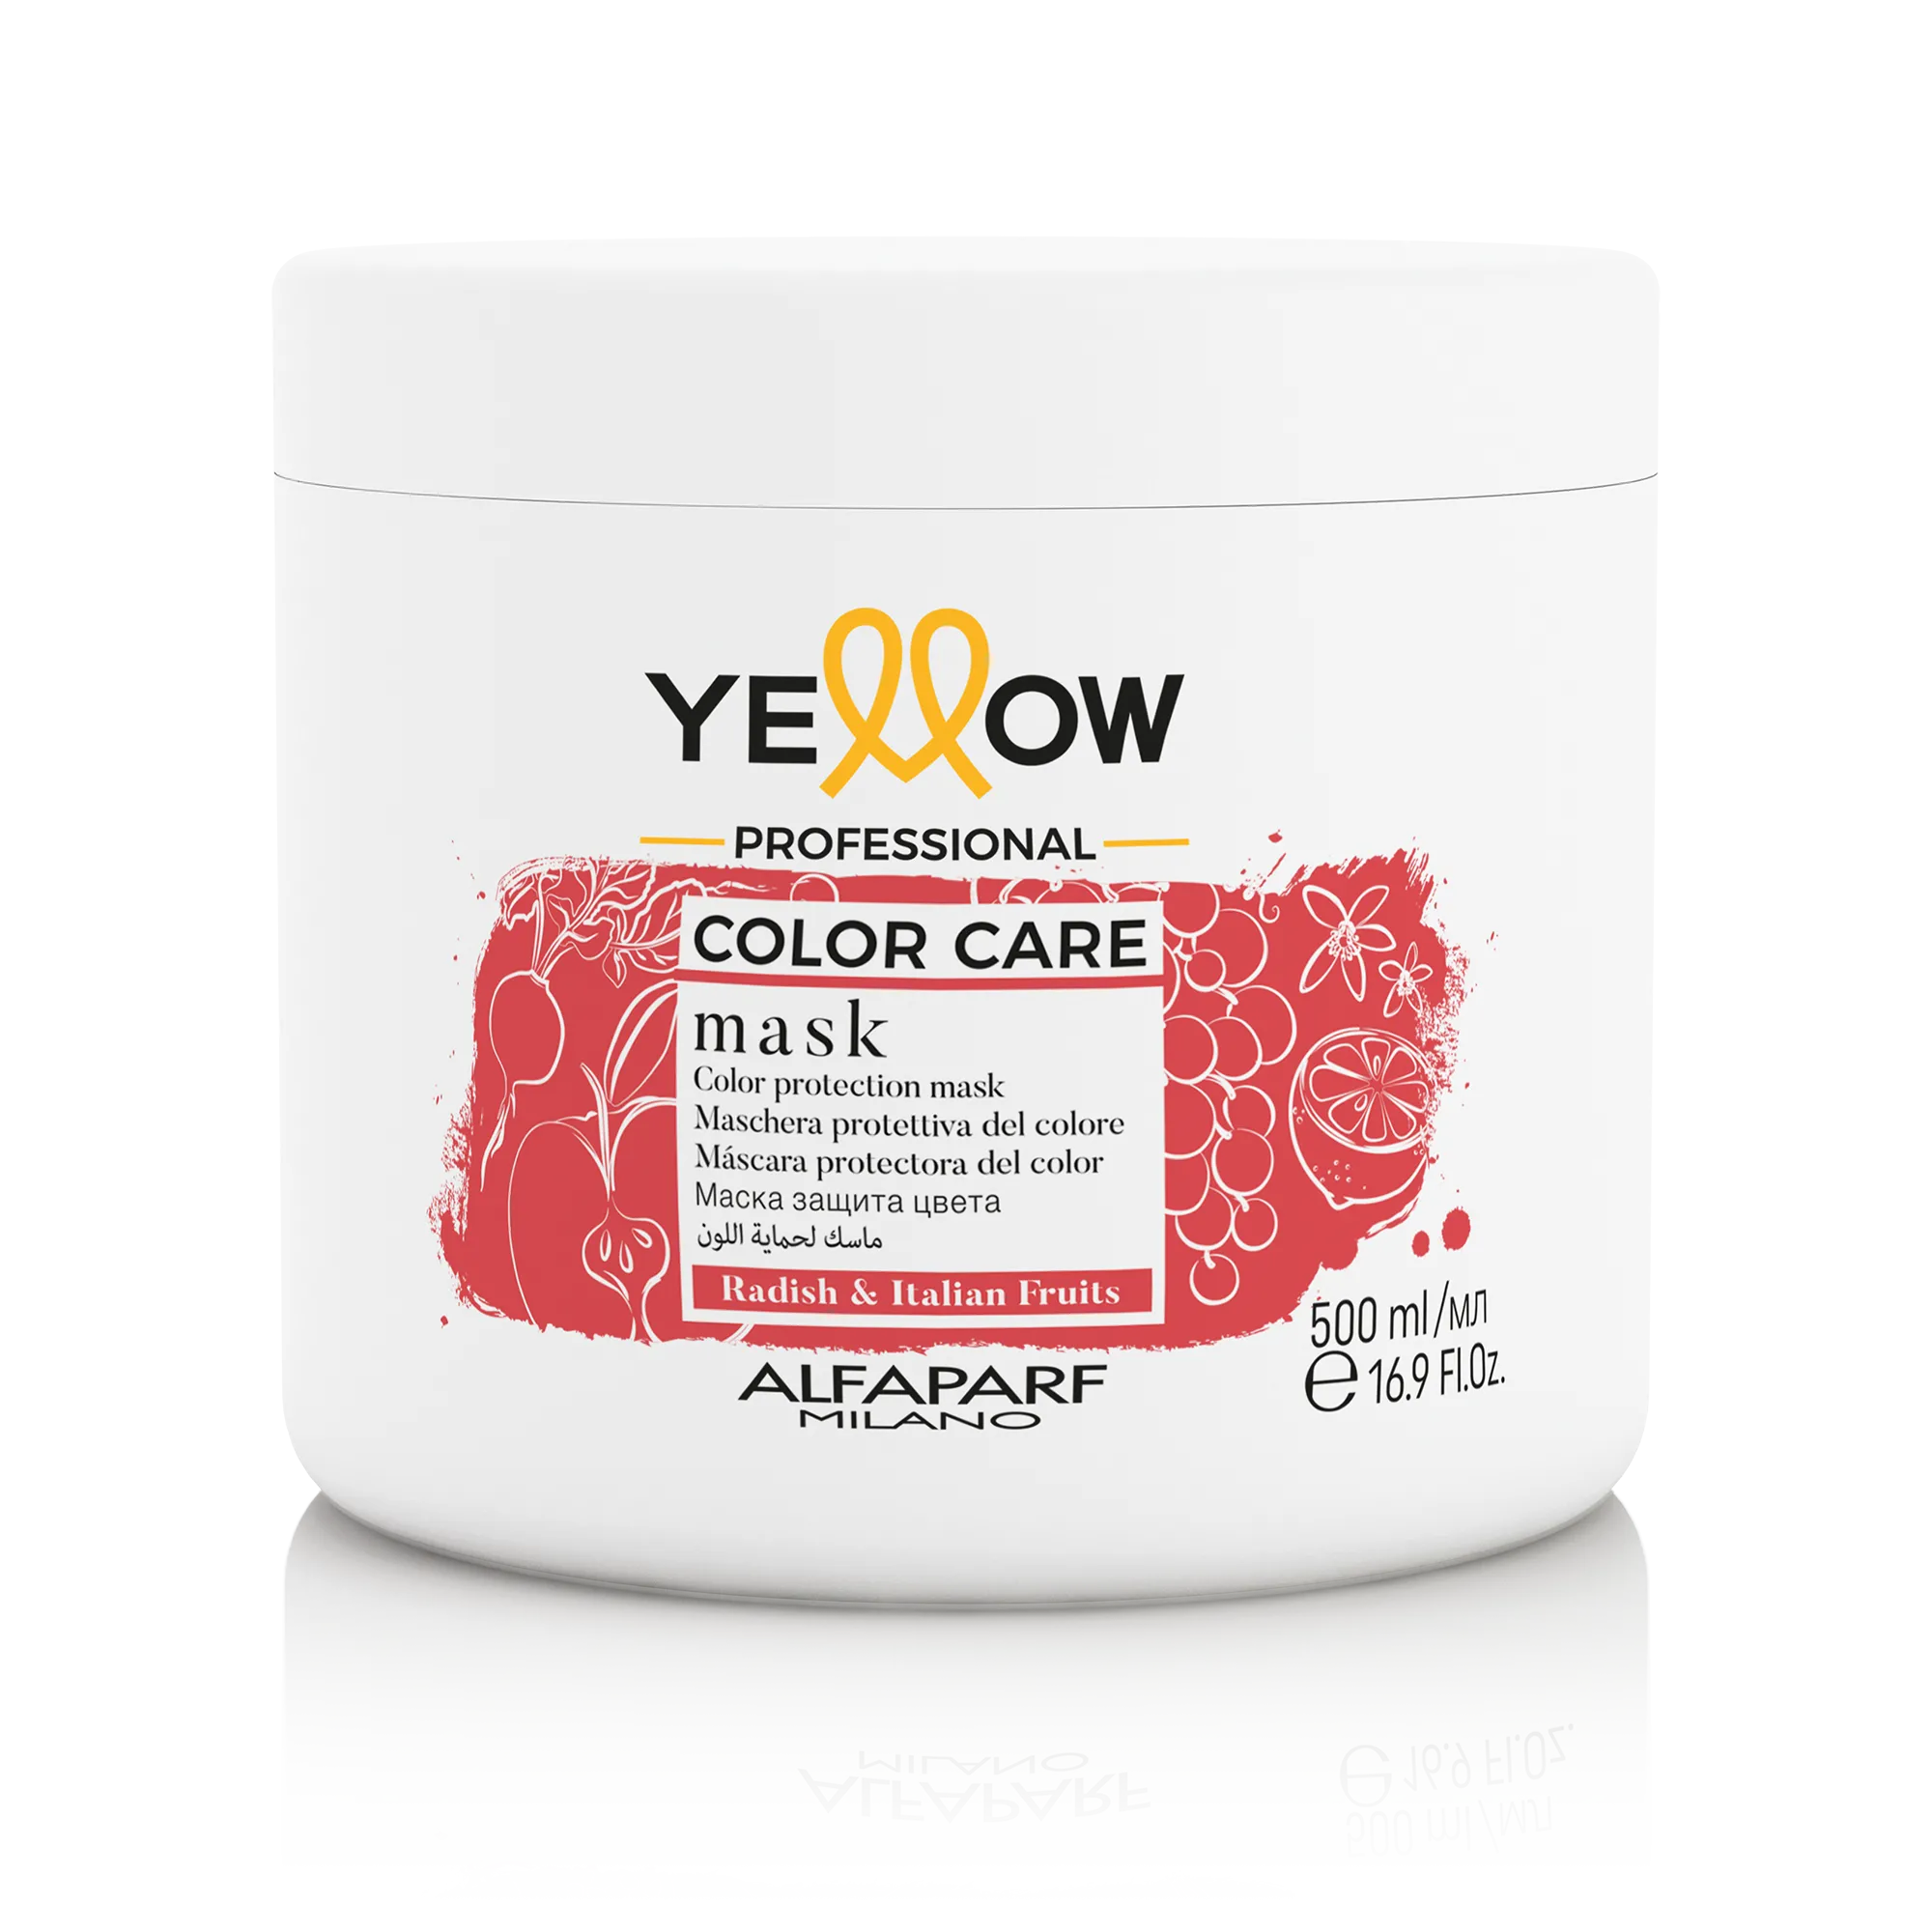 YELLOW
PROFESSIONAL
COLOR CARE
mask
Color protection mask
Maschera protettiva del colore
Máscara protectora del color
Маска защита цвета
ماسك لحماية اللون
Radish & Italian Fruits
500 ml/мл
℮ 16.9 Fl.Oz.
ALFAPARF
MILANO